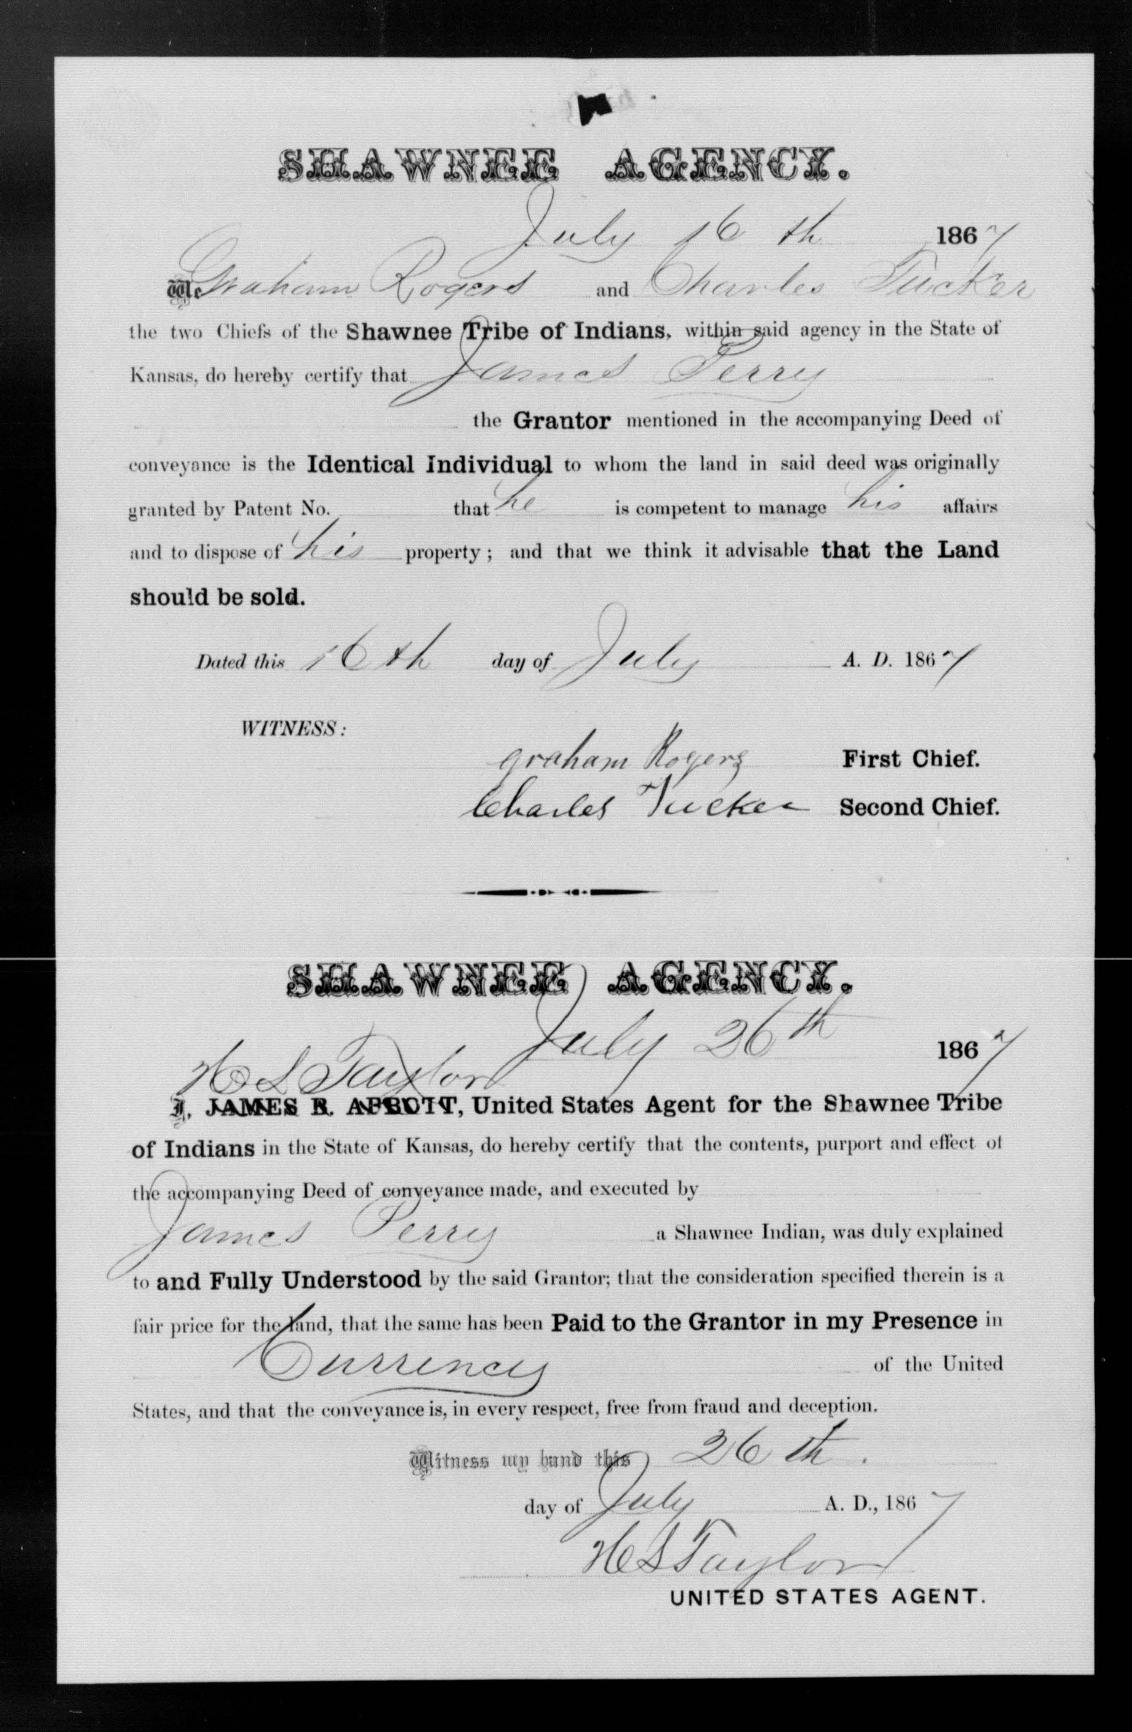 SHAWNEE AGENCY.
July 16th 1867
We Graham Rogers and Charles Tucker
the two Chiefs of the Shawnee Tribe of Indians, within said agency in the State of
Kansas, do hereby certify that James Perry
the Grantor mentioned in the accompanying Deed of
conveyance is the Identical Individual to whom the land in said deed was originally
granted by Patent No. that he is competent to manage his affairs
and to dispose of his property; and that we think it advisable that the Land
should be sold.
Dated this 16th day of July A. D. 1867
WITNESS:
Graham Rogers First Chief.
Charles Tucker Second Chief.
SHAWNEE AGENCY.
July 26th 1867
H L Taylor
I, JAMES B. ABBOTT, United States Agent for the Shawnee Tribe
of Indians in the State of Kansas, do hereby certify that the contents, purport and effect of
the accompanying Deed of conveyance made, and executed by
James Perry a Shawnee Indian, was duly explained
to and Fully Understood by the said Grantor; that the consideration specified therein is a
fair price for the land, that the same has been Paid to the Grantor in my Presence in
Currency of the United
States, and that the conveyance is, in every respect, free from fraud and deception.
Witness my hand this 26th.
day of July A. D., 1867
H L Taylor
UNITED STATES AGENT.